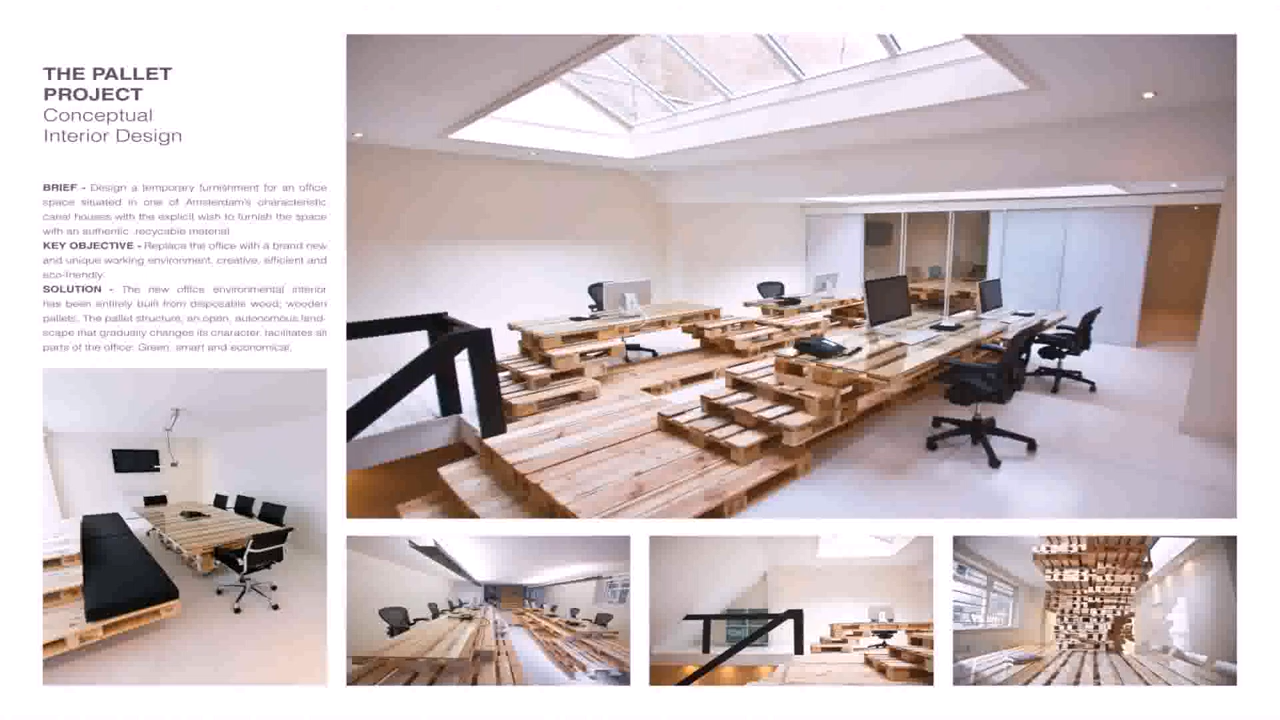 THE PALLET
PROJECT
Conceptual
Interior Design
BRIEF - Design a temporary furnishment for an office
space situated in one of Amsterdam's characteristic
canal houses with the explicit wish to furnish the space
with an authentic .recyclable material
KEY OBJECTIVE - Replace the office with a brand new
and unique working environment, creative, efficient and
eco-friendly.
SOLUTION - The new office environmental interior
has been entirely built from disposable wood; wooden
pallets. The pallet structure, an open, autonomous land-
scape that gradually changes its character, facilitates all
parts of the office. Green, smart and economical.